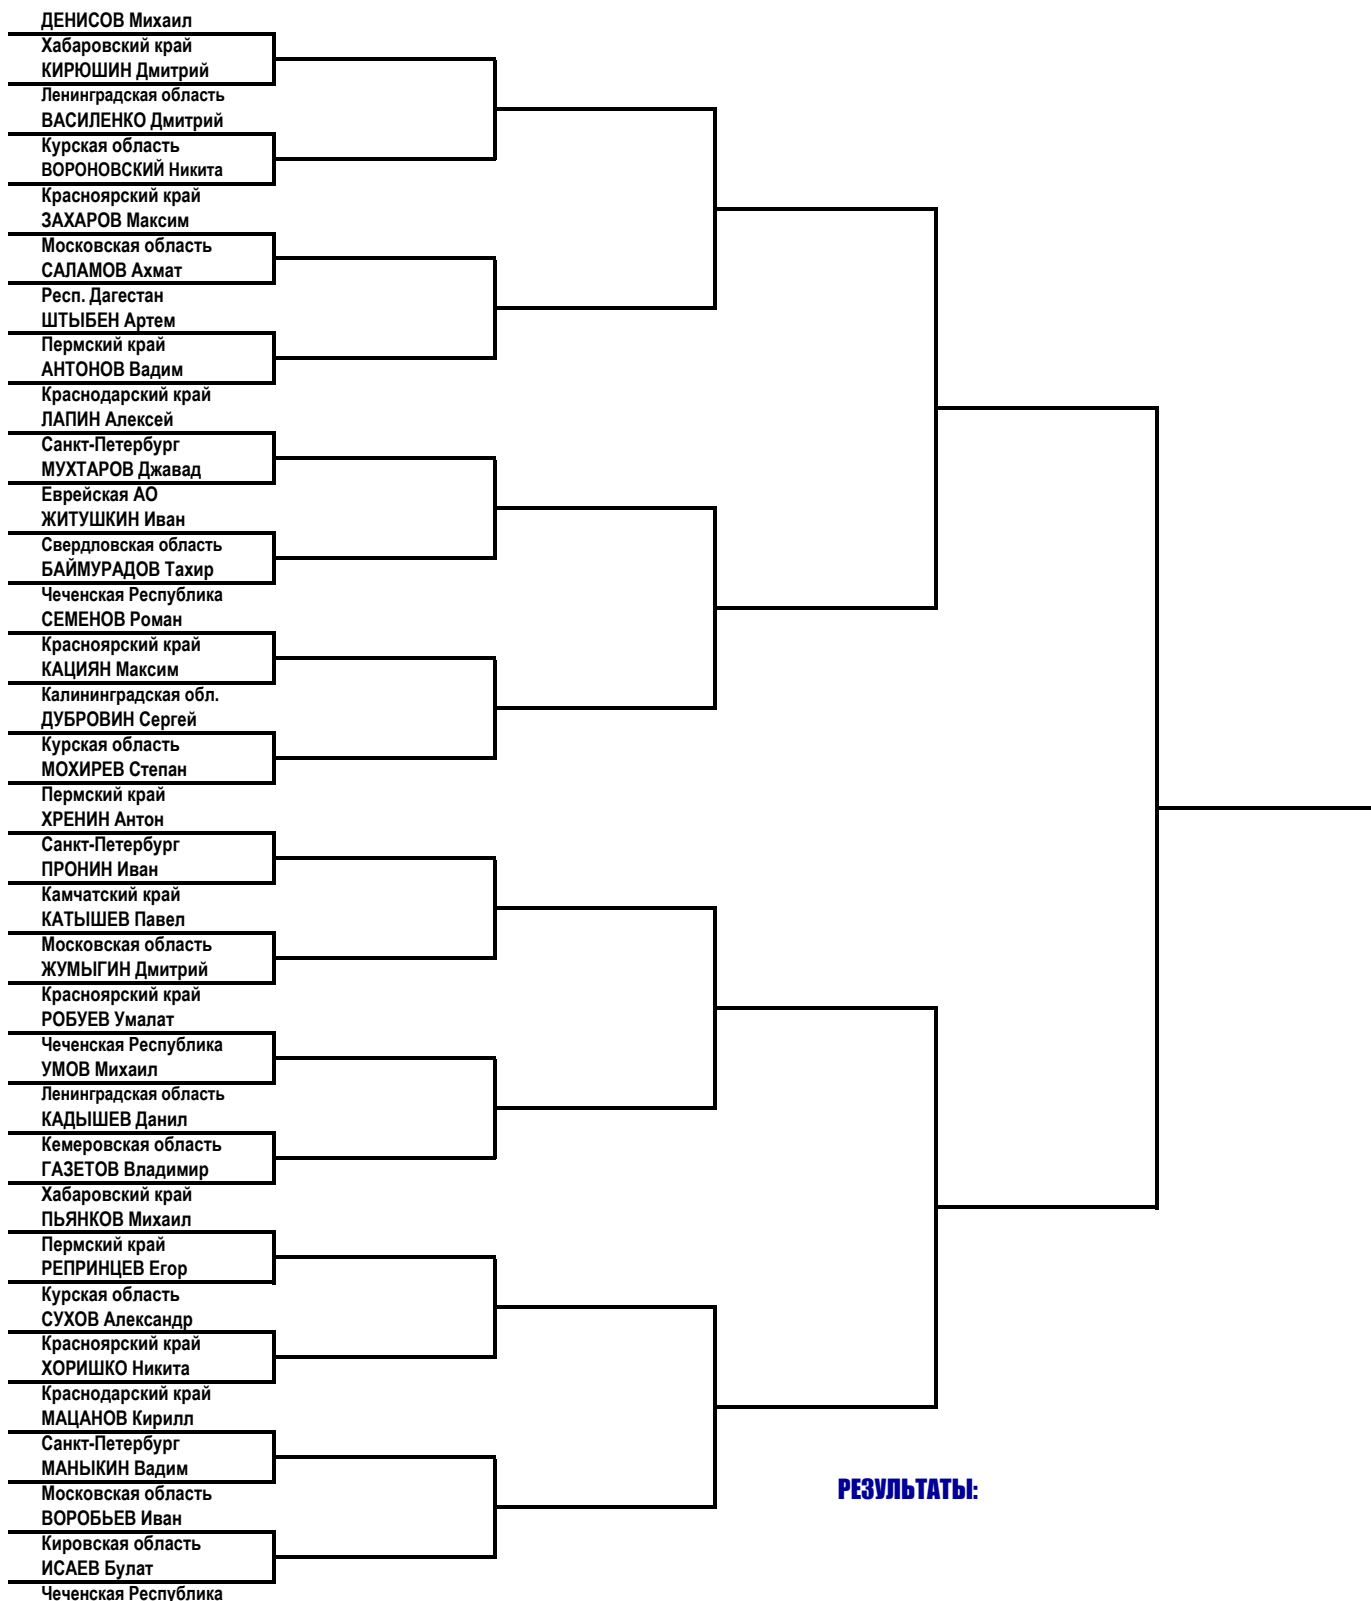 ДЕНИСОВ Михаил
Хабаровский край
КИРЮШИН Дмитрий
Ленинградская область
ВАСИЛЕНКО Дмитрий
Курская область
ВОРОНОВСКИЙ Никита
Красноярский край
ЗАХАРОВ Максим
Московская область
САЛАМОВ Ахмат
Респ. Дагестан
ШТЫБЕН Артем
Пермский край
АНТОНОВ Вадим
Краснодарский край
ЛАПИН Алексей
Санкт-Петербург
МУХТАРОВ Джавад
Еврейская АО
ЖИТУШКИН Иван
Свердловская область
БАЙМУРАДОВ Тахир
Чеченская Республика
СЕМЕНОВ Роман
Красноярский край
КАЦИЯН Максим
Калининградская обл.
ДУБРОВИН Сергей
Курская область
МОХИРЕВ Степан
Пермский край
ХРЕНИН Антон
Санкт-Петербург
ПРОНИН Иван
Камчатский край
КАТЫШЕВ Павел
Московская область
ЖУМЫГИН Дмитрий
Красноярский край
РОБУЕВ Умалат
Чеченская Республика
УМОВ Михаил
Ленинградская область
КАДЫШЕВ Данил
Кемеровская область
ГАЗЕТОВ Владимир
Хабаровский край
ПЬЯНКОВ Михаил
Пермский край
РЕПРИНЦЕВ Егор
Курская область
СУХОВ Александр
Красноярский край
ХОРИШКО Никита
Краснодарский край
МАЦАНОВ Кирилл
Санкт-Петербург
МАНЫКИН Вадим
Московская область
ВОРОБЬЕВ Иван
Кировская область
ИСАЕВ Булат
Чеченская Республика
РЕЗУЛЬТАТЫ: